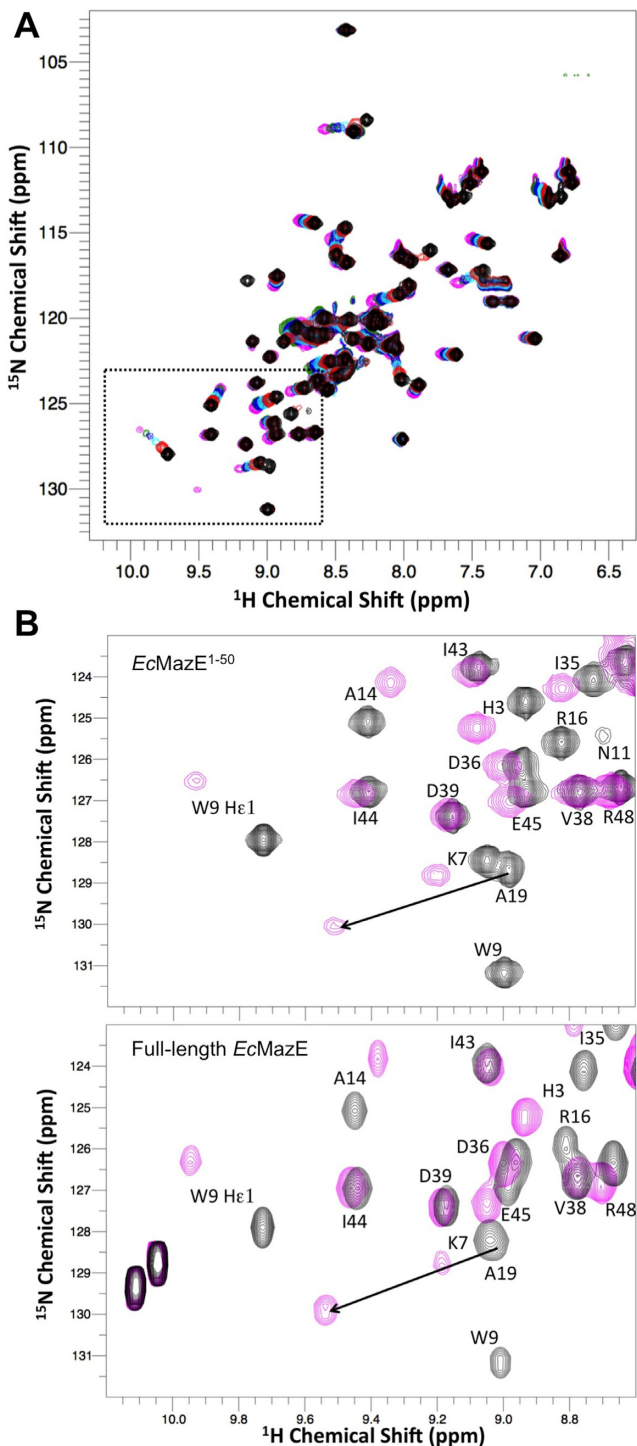 A
105
110
115
120
125
130
¹⁵N Chemical Shift (ppm)
10.0 9.5 9.0 8.5 8.0 7.5 7.0 6.5
¹H Chemical Shift (ppm)
B
EcMazE¹⁻⁵⁰
124
125
126
127
128
129
130
131
¹⁵N Chemical Shift (ppm)
I43
I35
A14
H3
R16
N11
D36
W9 Hε1
D39
I44
E45
V38
R48
K7
A19
W9
Full-length EcMazE
124
125
126
127
128
129
130
131
¹⁵N Chemical Shift (ppm)
I43
I35
A14
H3
R16
D36
W9 Hε1
D39
I44
E45
V38
R48
K7
A19
W9
10.0 9.8 9.6 9.4 9.2 9.0 8.8
¹H Chemical Shift (ppm)